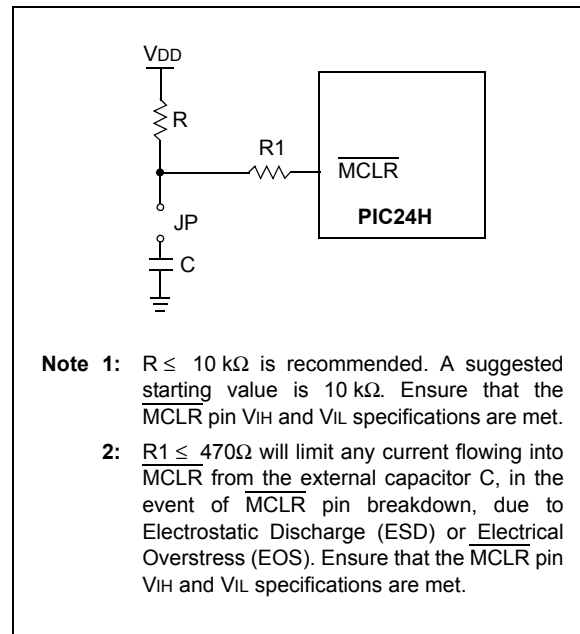 VDD
R
R1
MCLR
JP
PIC24H
C
Note 1: R ≤ 10 kΩ is recommended. A suggested
starting value is 10 kΩ. Ensure that the
MCLR pin VIH and VIL specifications are met.
2: R1 ≤ 470Ω will limit any current flowing into
MCLR from the external capacitor C, in the
event of MCLR pin breakdown, due to
Electrostatic Discharge (ESD) or Electrical
Overstress (EOS). Ensure that the MCLR pin
VIH and VIL specifications are met.